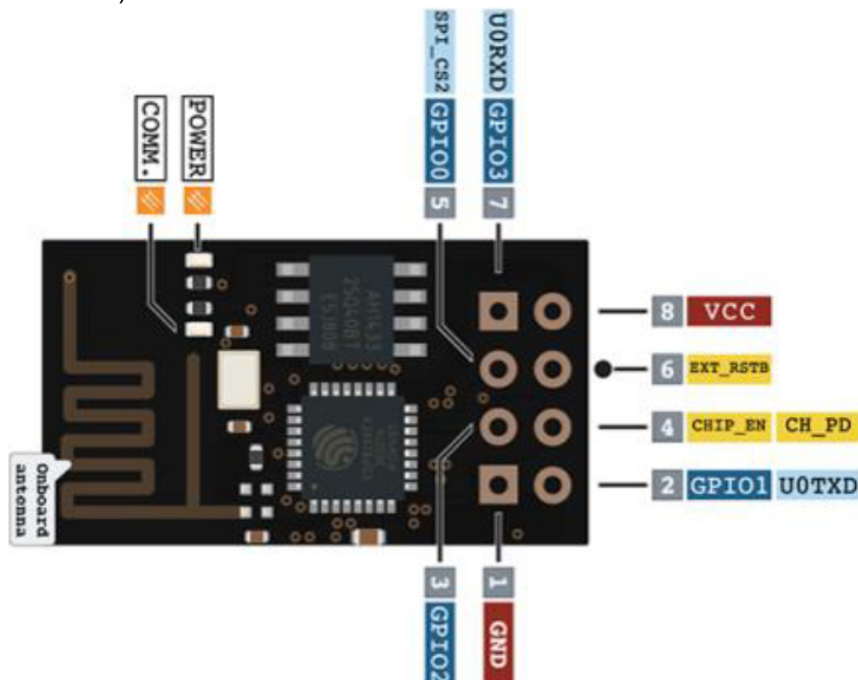 SPI_CS2 GPIO0 5
U0RXD GPIO3 7
COMM.
POWER
8 VCC
6 EXT_RSTB
4 CHIP_EN CH_PD
2 GPIO1 U0TXD
Onboard
antonna
3 GPIO2
1 GND